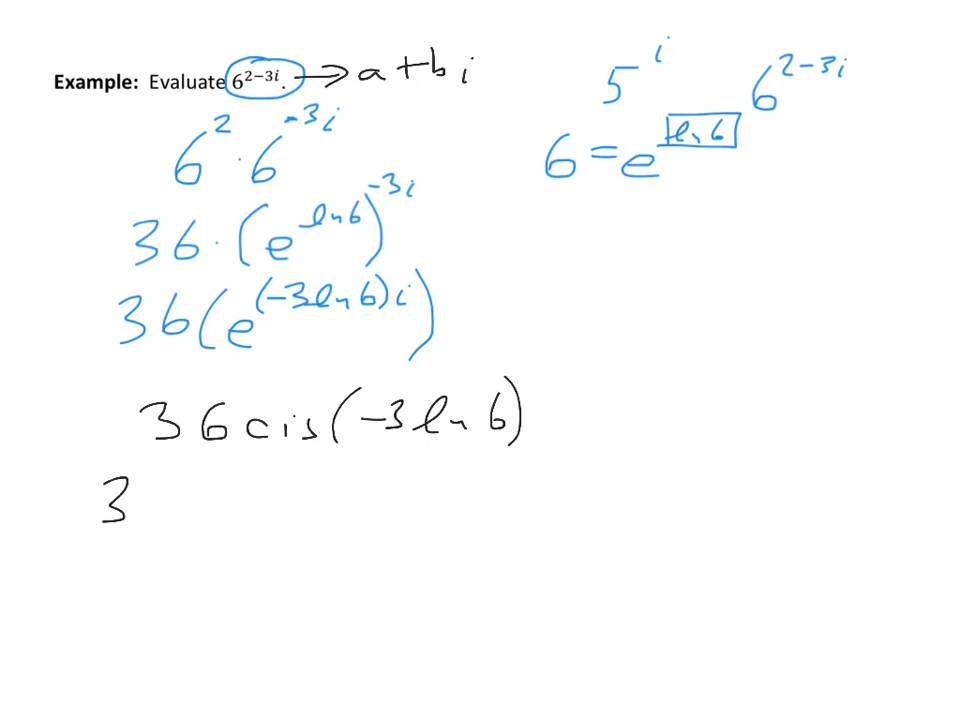 Example: Evaluate 6^{2−3i}. → a + b i
5^i 6^{2−3i}
6 = e^{ln 6}
6^2 · 6^{-3i}
36 · (e^{ln 6})^{-3i}
36 (e^{(-3 ln 6) i})
36 cis (-3 ln 6)
3